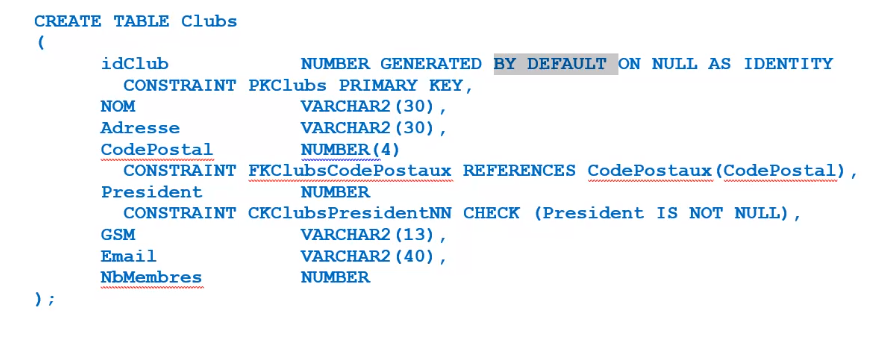 CREATE TABLE Clubs
(
idClub NUMBER GENERATED BY DEFAULT ON NULL AS IDENTITY
CONSTRAINT PKClubs PRIMARY KEY,
NOM VARCHAR2(30),
Adresse VARCHAR2(30),
CodePostal NUMBER(4)
CONSTRAINT FKClubsCodePostaux REFERENCES CodePostaux(CodePostal),
President NUMBER
CONSTRAINT CKClubsPresidentNN CHECK (President IS NOT NULL),
GSM VARCHAR2(13),
Email VARCHAR2(40),
NbMembres NUMBER
);